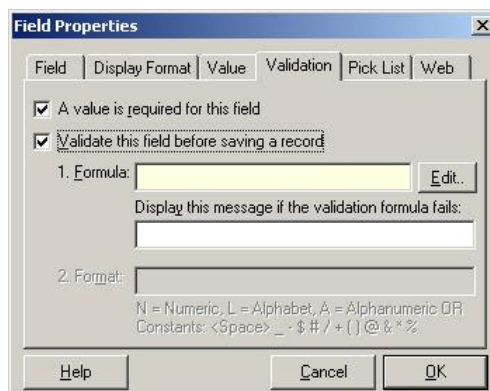 Field Properties
Field Display Format Value Validation Pick List Web
A value is required for this field
Validate this field before saving a record
1. Formula: Edit..
Display this message if the validation formula fails:
2. Format:
N = Numeric, L = Alphabet, A = Alphanumeric OR
Constants: <Space> _ - $ # / + ( ) @ & * %
Help Cancel OK